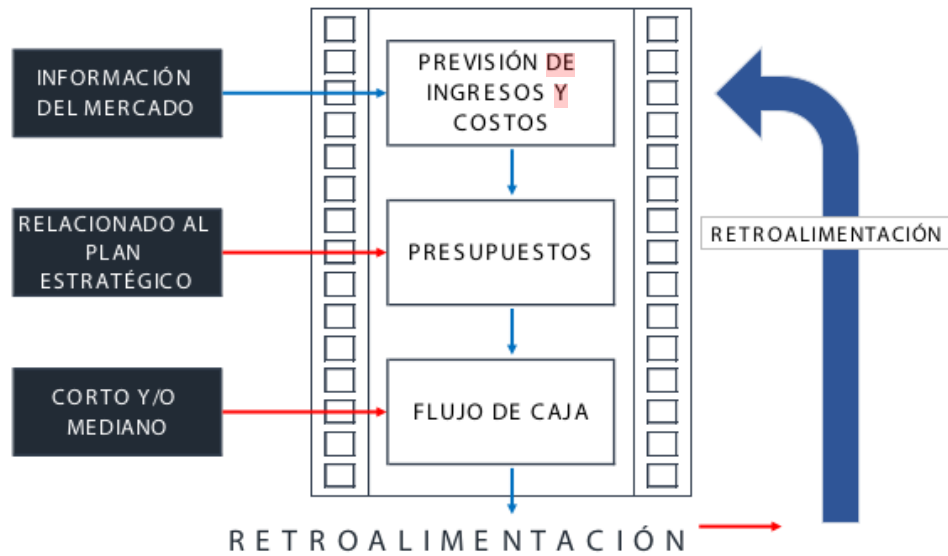 INFORMACIÓN
DEL MERCADO
PREVISIÓN DE
INGRESOS Y
COSTOS
RELACIONADO AL
PLAN
ESTRATÉGICO
PRESUPUESTOS
RETROALIMENTACIÓN
CORTO Y/O
MEDIANO
FLUJO DE CAJA
RETROALIMENTACIÓN